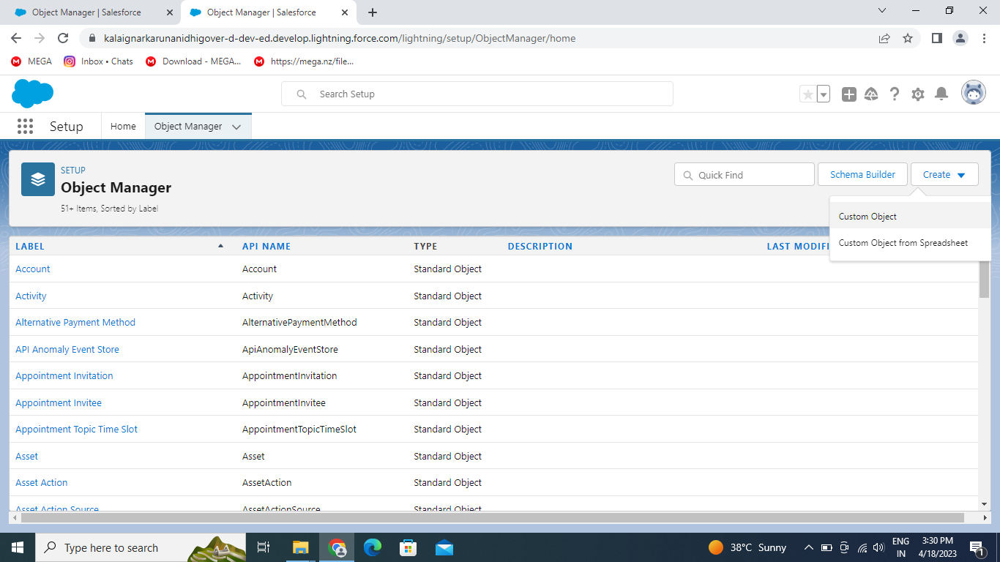 Object Manager | Salesforce
Object Manager | Salesforce
kalaignarkarunanidhigover-d-dev-ed.develop.lightning.force.com/lightning/setup/ObjectManager/home
MEGA
Inbox • Chats
Download - MEGA...
https://mega.nz/file...
Search Setup
Setup
Home
Object Manager
SETUP
Object Manager
51+ Items, Sorted by Label
Quick Find
Schema Builder
Create
Custom Object
Custom Object from Spreadsheet
LABEL API NAME TYPE DESCRIPTION LAST MODIFI
Account Account Standard Object
Activity Activity Standard Object
Alternative Payment Method AlternativePaymentMethod Standard Object
API Anomaly Event Store ApiAnomalyEventStore Standard Object
Appointment Invitation AppointmentInvitation Standard Object
Appointment Invitee AppointmentInvitee Standard Object
Appointment Topic Time Slot AppointmentTopicTimeSlot Standard Object
Asset Asset Standard Object
Asset Action AssetAction Standard Object
Asset Action Source AssetActionSource Standard Object
Type here to search
38°C Sunny
ENG
IN
3:30 PM
4/18/2023
1